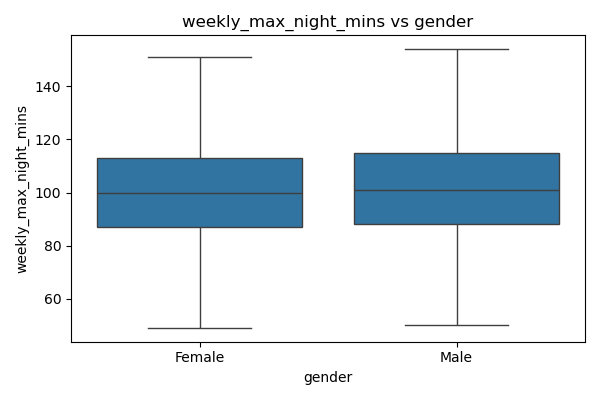 weekly_max_night_mins vs gender
weekly_max_night_mins
140
120
100
80
60
Female
Male
gender